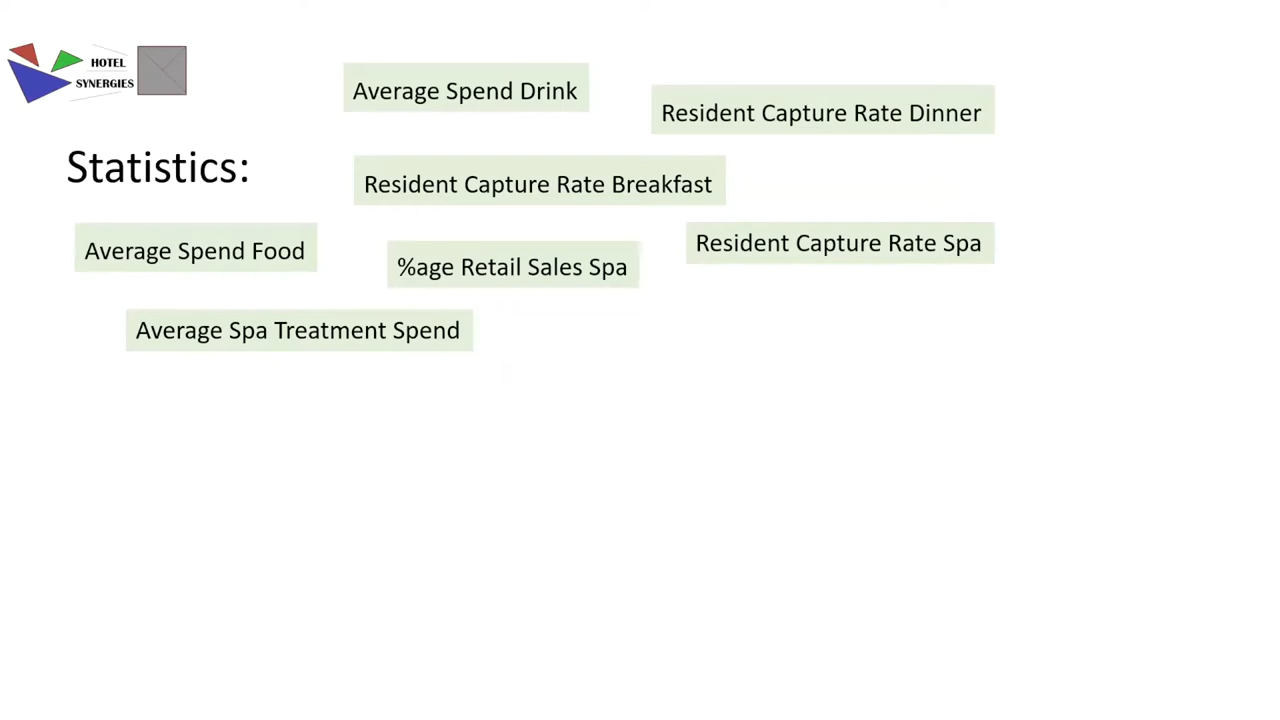 HOTEL
SYNERGIES
Average Spend Drink
Resident Capture Rate Dinner
Statistics:
Resident Capture Rate Breakfast
Average Spend Food
%age Retail Sales Spa
Resident Capture Rate Spa
Average Spa Treatment Spend